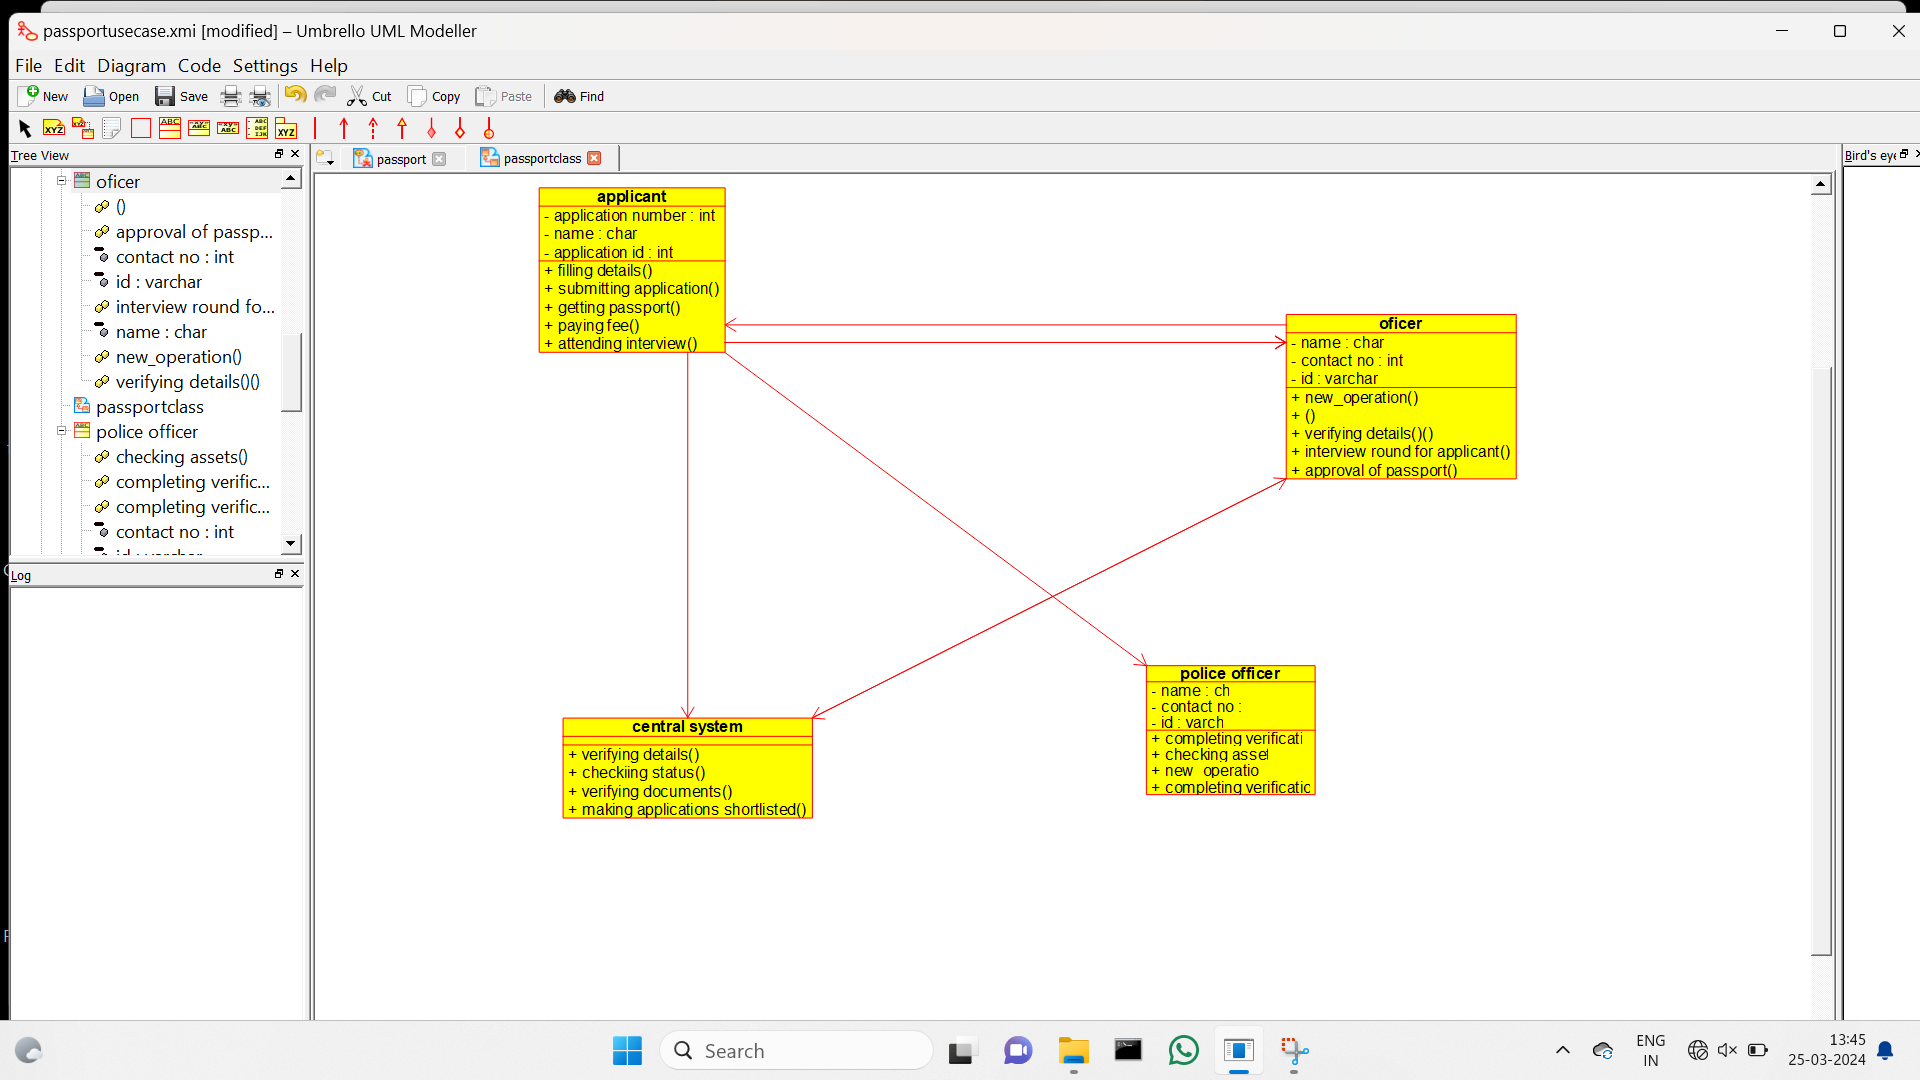 passportusecase.xmi [modified] – Umbrello UML Modeller
File Edit Diagram Code Settings Help
New Open Save Cut Copy Paste Find
Tree View
passport
passportclass
Bird's eye
oficer
()
approval of passp...
contact no : int
id : varchar
interview round fo...
name : char
new_operation()
verifying details()()
passportclass
police officer
checking assets()
completing verific...
completing verific...
contact no : int
id : varchar
Log
applicant
- application number : int
- name : char
- application id : int
+ filling details()
+ submitting application()
+ getting passport()
+ paying fee()
+ attending interview()
oficer
- name : char
- contact no : int
- id : varchar
+ new_operation()
+ ()
+ verifying details()()
+ interview round for applicant()
+ approval of passport()
police officer
- name : ch
- contact no :
- id : varch
+ completing verificati
+ checking asset
+ new_operatio
+ completing verificatic
central system
+ verifying details()
+ checkiing status()
+ verifying documents()
+ making applications shortlisted()
Search
ENG
IN
13:45
25-03-2024